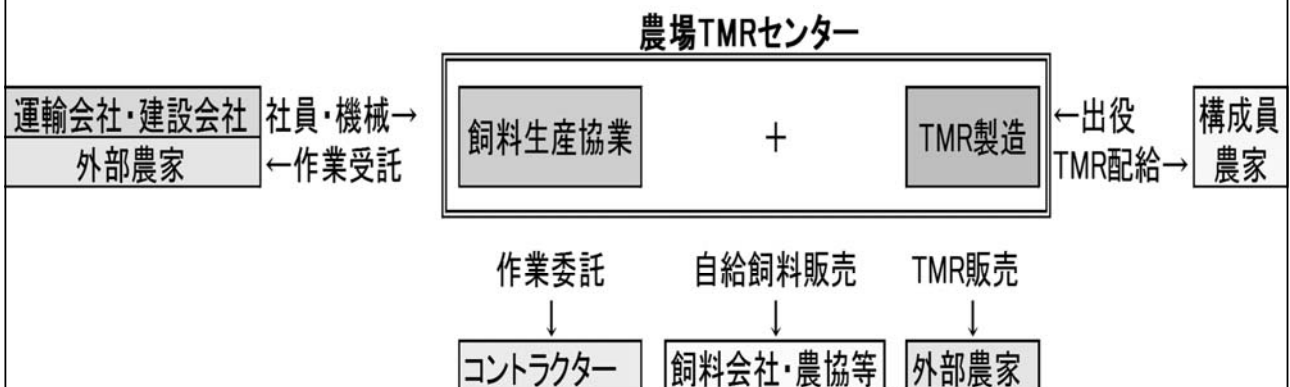 農場TMRセンター
運輸会社・建設会社 社員・機械→
外部農家 ←作業受託
飼料生産協業 + TMR製造
←出役
TMR配給→
構成員
農家
作業委託 自給飼料販売 TMR販売
↓ ↓ ↓
コントラクター 飼料会社・農協等 外部農家